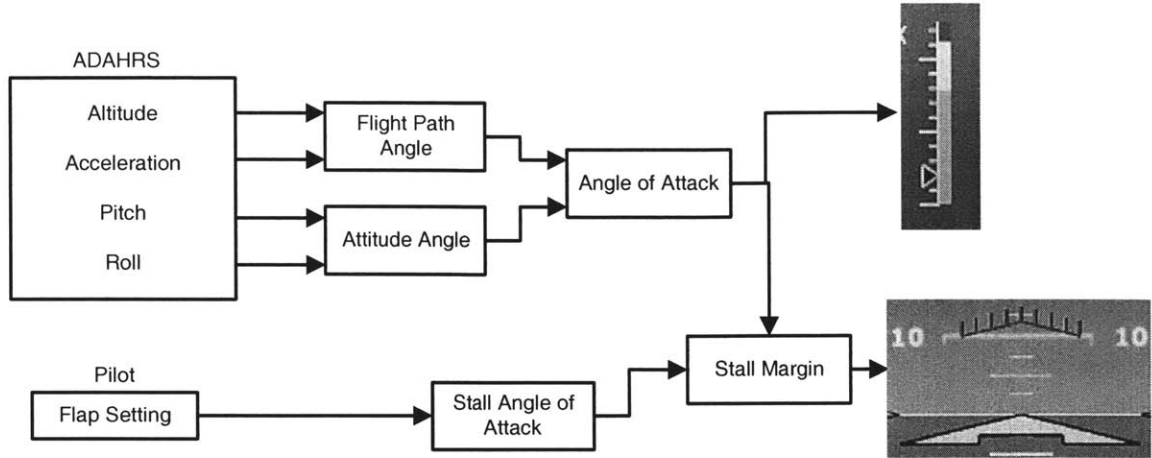 ADAHRS
Altitude
Acceleration
Pitch
Roll
Flight Path
Angle
Attitude Angle
Angle of Attack
Pilot
Flap Setting
Stall Angle of
Attack
Stall Margin
10 10